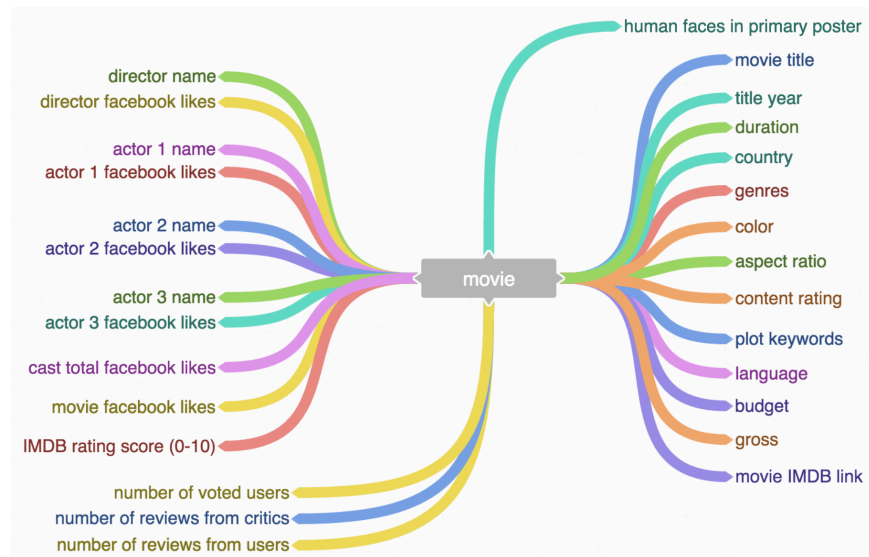 human faces in primary poster
director name
director facebook likes
actor 1 name
actor 1 facebook likes
actor 2 name
actor 2 facebook likes
actor 3 name
actor 3 facebook likes
cast total facebook likes
movie facebook likes
IMDB rating score (0-10)
number of voted users
number of reviews from critics
number of reviews from users
movie
movie title
title year
duration
country
genres
color
aspect ratio
content rating
plot keywords
language
budget
gross
movie IMDB link